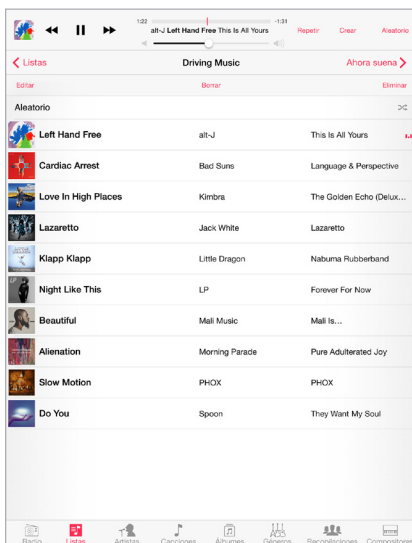 1:22 -1:31
alt-J Left Hand Free This Is All Yours
Repetir Crear Aleatorio
Listas Driving Music Ahora suena
Editar Borrar Eliminar
Aleatorio
Left Hand Free alt-J This Is All Yours
Cardiac Arrest Bad Suns Language & Perspective
Love In High Places Kimbra The Golden Echo (Delux...
Lazaretto Jack White Lazaretto
Klapp Klapp Little Dragon Nabuma Rubberband
Night Like This LP Forever For Now
Beautiful Mali Music Mali Is...
Alienation Morning Parade Pure Adulterated Joy
Slow Motion PHOX PHOX
Do You Spoon They Want My Soul
Radio Listas Artistas Canciones Álbumes Géneros Recopilaciones Compositores